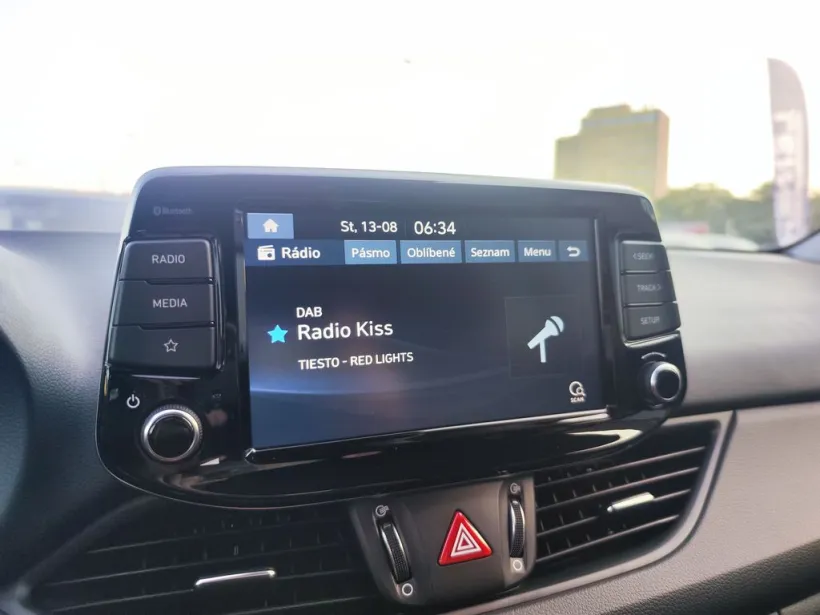 Bluetooth
St, 13-08 06:34
Rádio Pásmo Oblíbené Seznam Menu
RADIO
MEDIA
DAB
Radio Kiss
TIESTO - RED LIGHTS
SCAN
< SEEK
TRACK >
SETUP